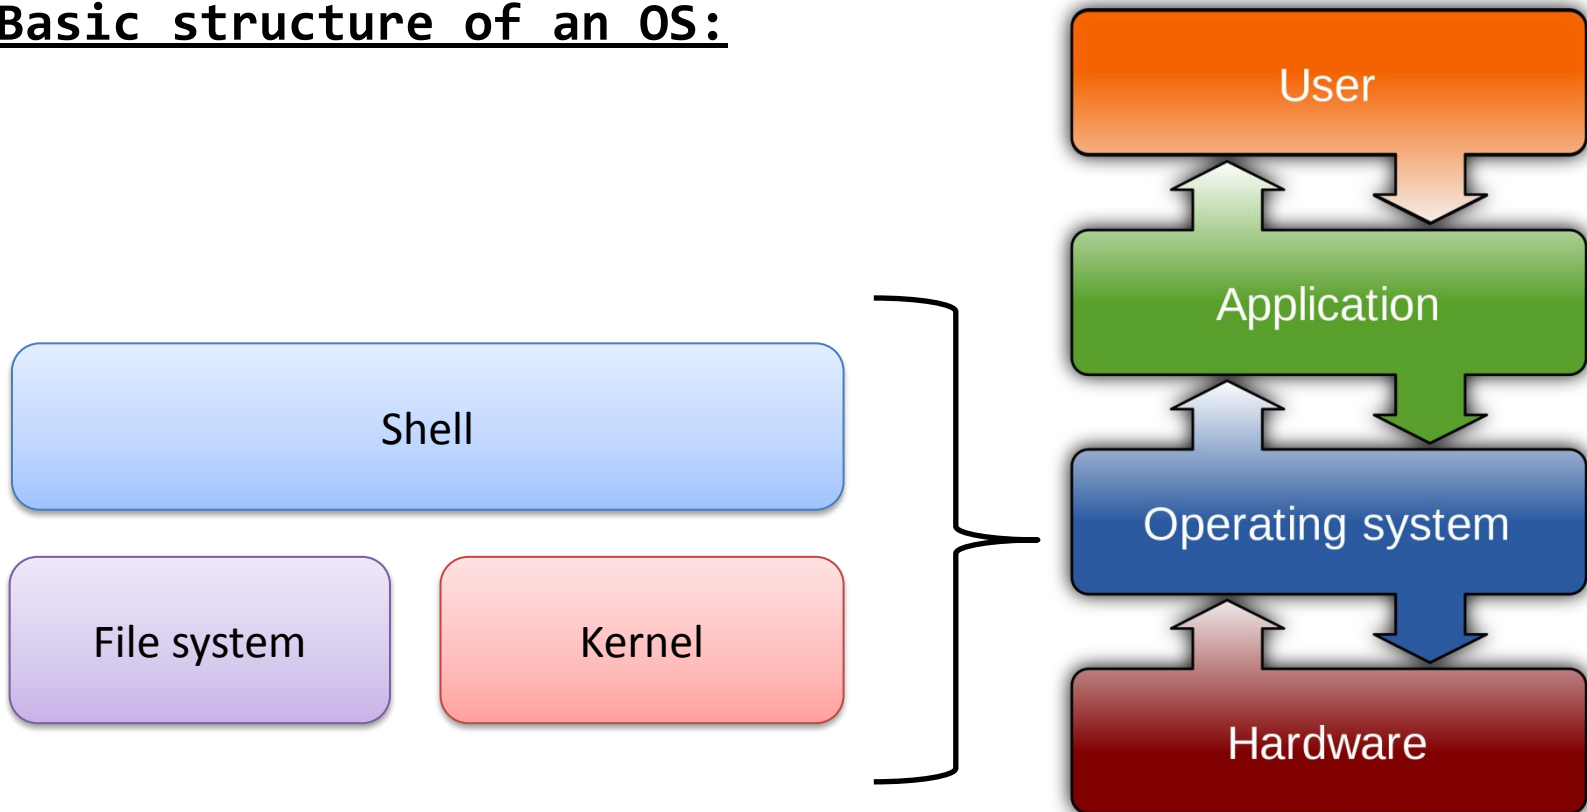 Basic structure of an OS:
User
Application
Shell
Operating system
File system
Kernel
Hardware